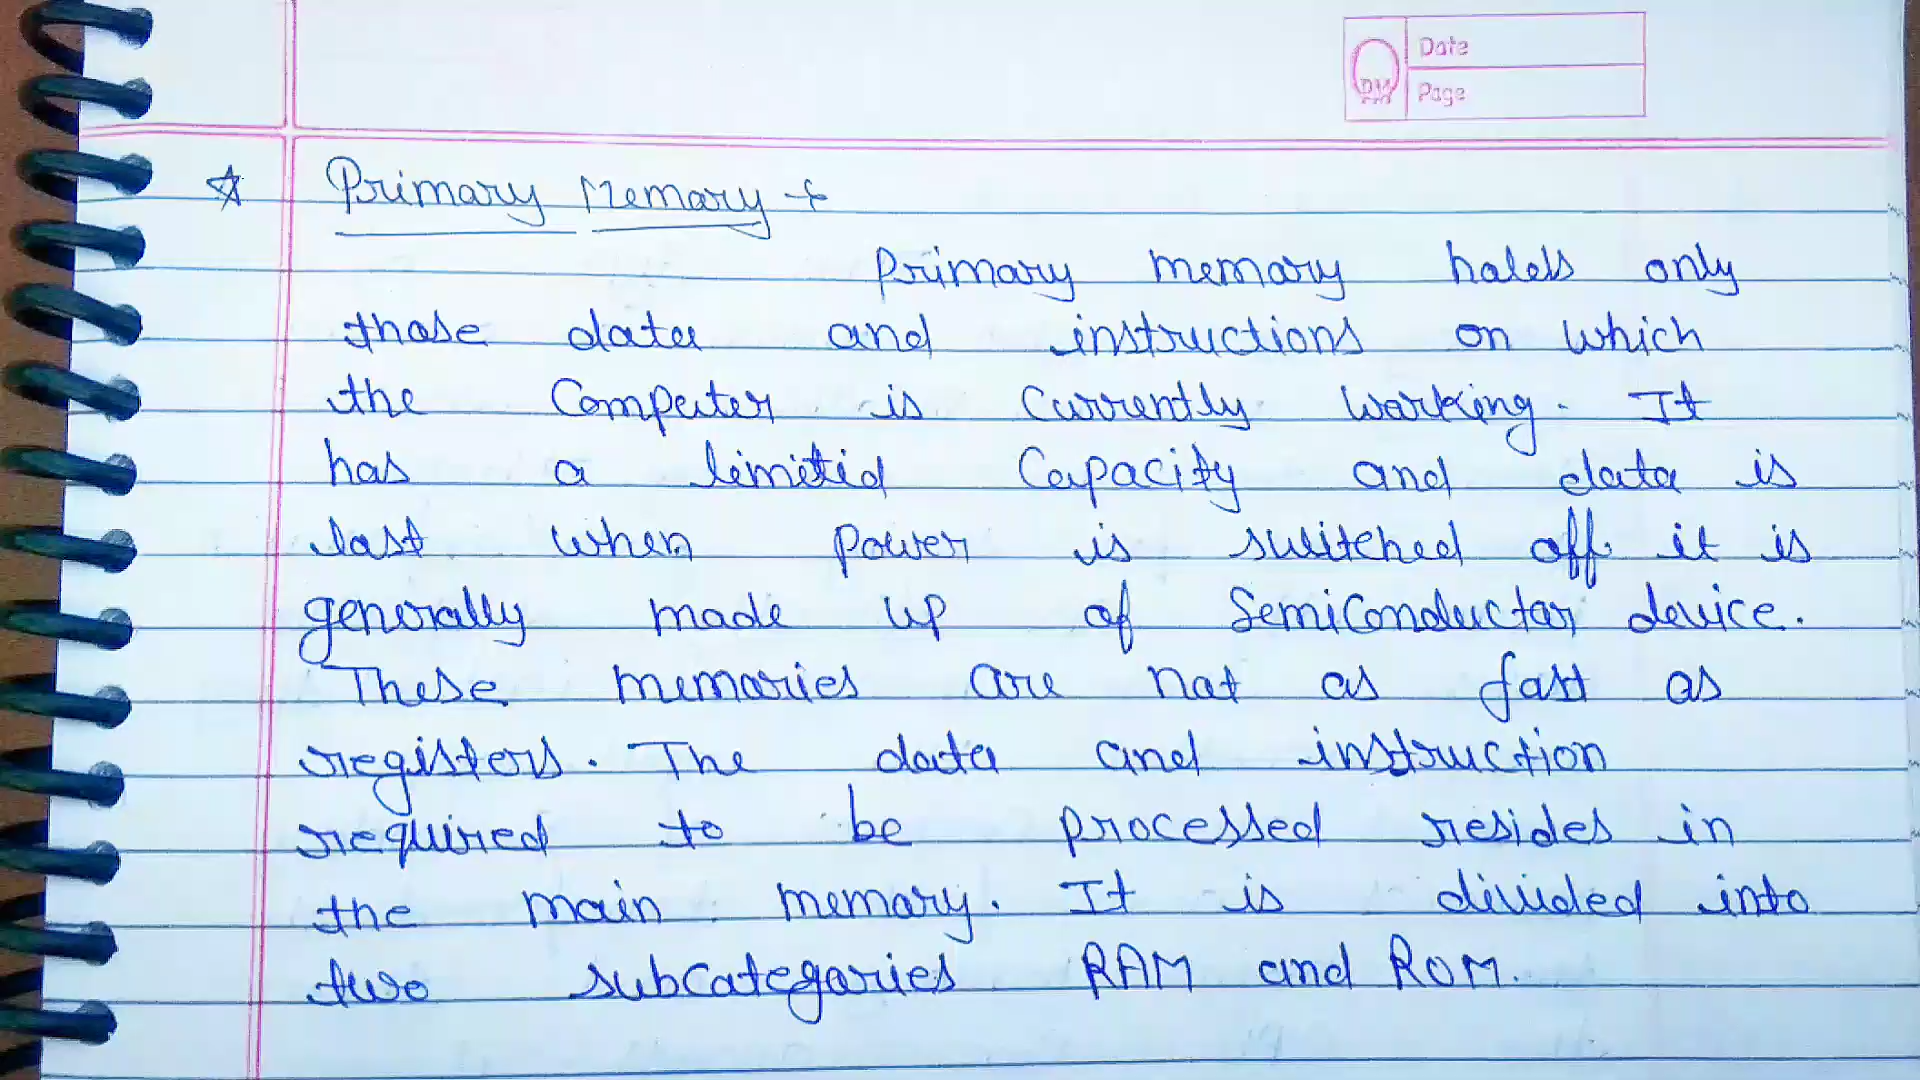 Date
Page
☆ Primary Memory →
Primary memory holds only
those data and instructions on which
the Computer is Currently working. It
has a limitid Capacity and data is
lost when power is switched off. it is
generally made up of SemiConductor device.
These memories are not as fast as
registers. The data and instruction
required to be processed resides in
the main memory. It is divided into
two subCategories RAM and ROM.